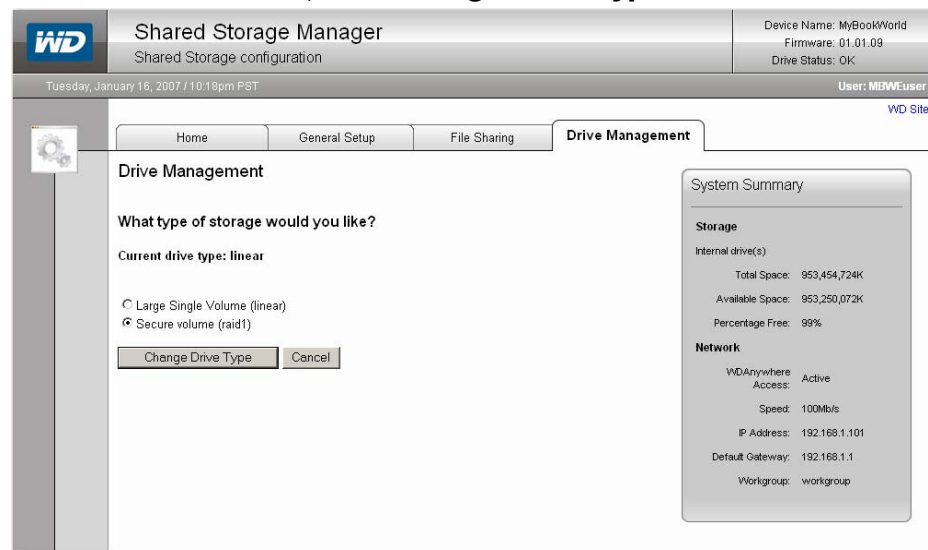 WD
Shared Storage Manager
Shared Storage configuration
Device Name: MyBookWorld
Firmware: 01.01.09
Drive Status: OK
Tuesday, January 16, 2007 / 10:18pm PST
User: MBWEuser
WD Site
Home
General Setup
File Sharing
Drive Management
Drive Management
What type of storage would you like?
Current drive type: linear
Large Single Volume (linear)
Secure volume (raid1)
Change Drive Type
Cancel
System Summary
Storage
Internal drive(s)
Total Space: 953,454,724K
Available Space: 953,250,072K
Percentage Free: 99%
Network
WDAnywhere
Access: Active
Speed: 100Mb/s
IP Address: 192.168.1.101
Default Gateway: 192.168.1.1
Workgroup: workgroup